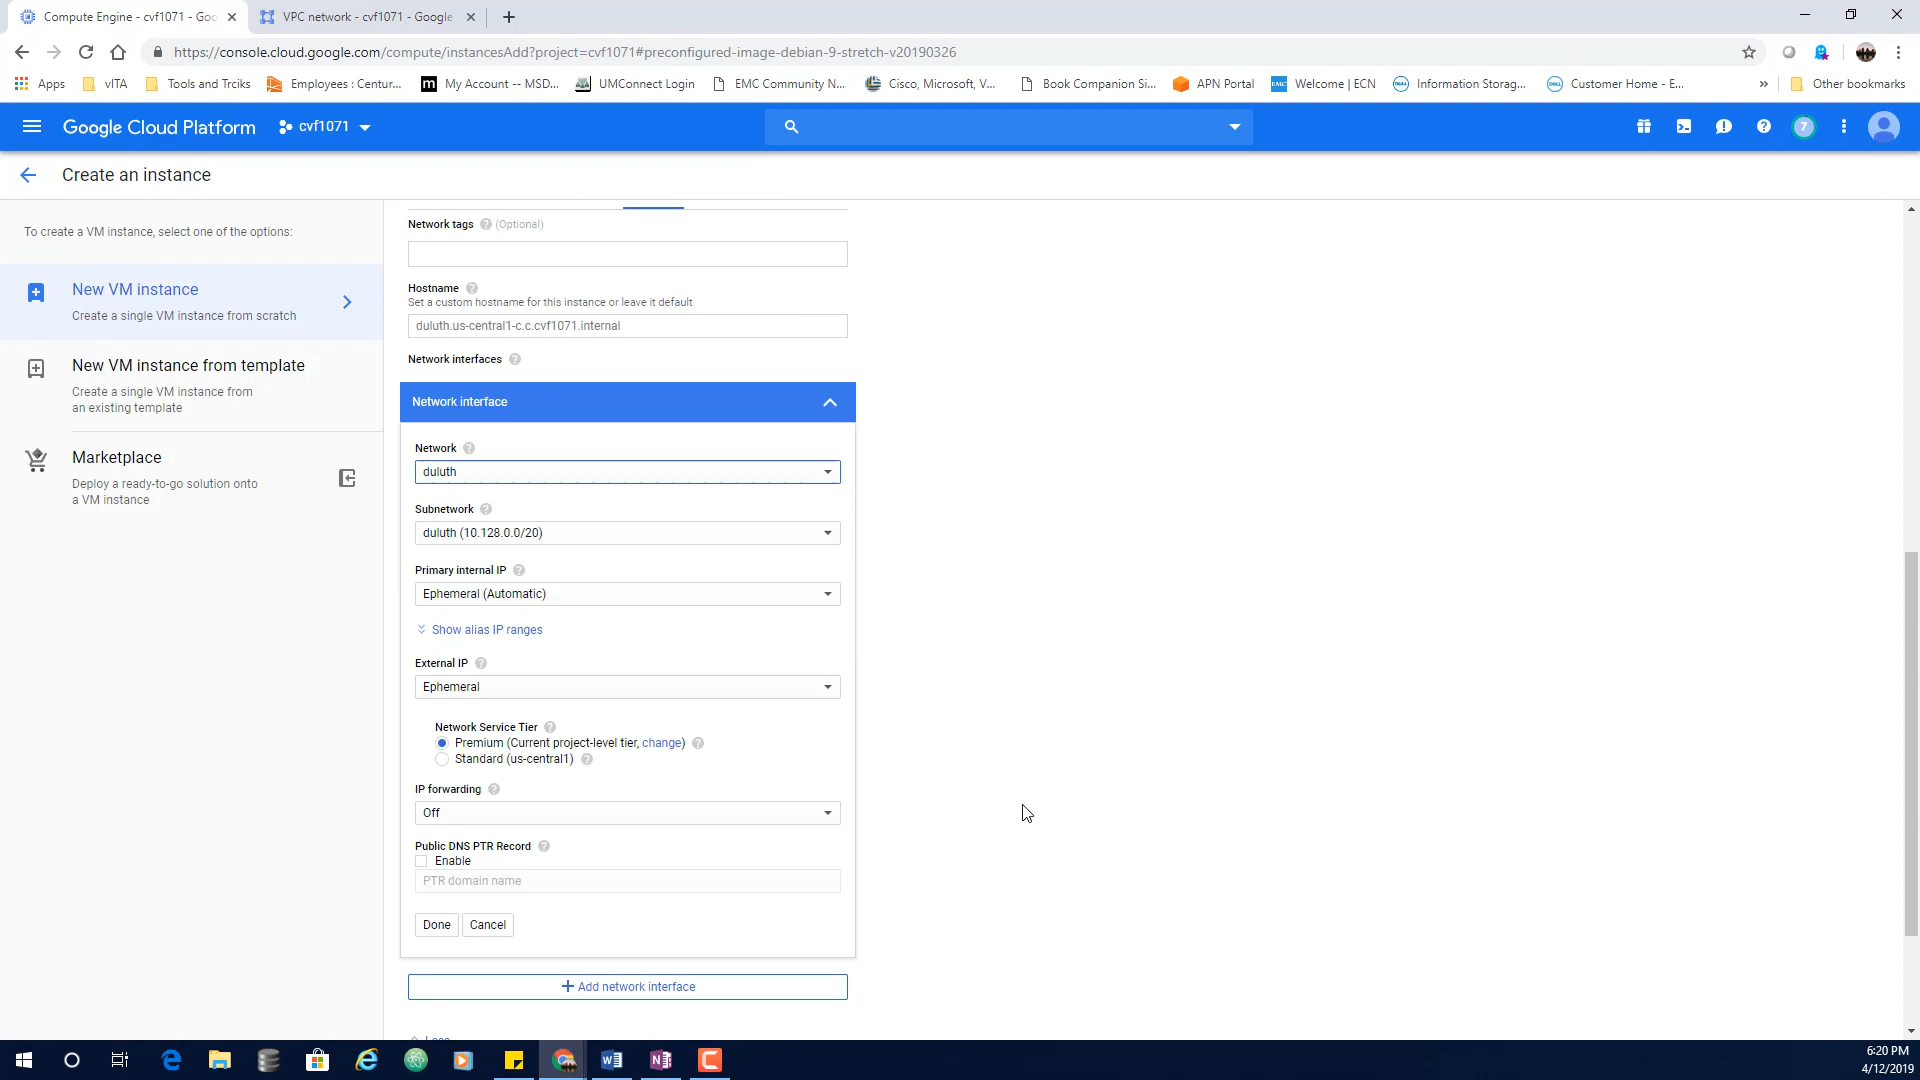 Compute Engine - cvf1071 - Goo
VPC network - cvf1071 - Google
https://console.cloud.google.com/compute/instancesAdd?project=cvf1071#preconfigured-image-debian-9-stretch-v20190326
Apps
vITA
Tools and Trciks
Employees : Centur...
m
My Account -- MSD...
UMConnect Login
EMC Community N...
Cisco, Microsoft, V...
Book Companion Si...
APN Portal
EMC
Welcome | ECN
DELL
Information Storag...
DELL
Customer Home - E...
»
Other bookmarks
Google Cloud Platform
cvf1071
7
Create an instance
To create a VM instance, select one of the options:
New VM instance
Create a single VM instance from scratch
New VM instance from template
Create a single VM instance from
an existing template
Marketplace
Deploy a ready-to-go solution onto
a VM instance
Network tags ? (Optional)
Hostname ?
Set a custom hostname for this instance or leave it default
duluth.us-central1-c.c.cvf1071.internal
Network interfaces ?
Network interface
Network ?
duluth
Subnetwork ?
duluth (10.128.0.0/20)
Primary internal IP ?
Ephemeral (Automatic)
Show alias IP ranges
External IP ?
Ephemeral
Network Service Tier ?
Premium (Current project-level tier, change) ?
Standard (us-central1) ?
IP forwarding ?
Off
Public DNS PTR Record ?
Enable
PTR domain name
Done
Cancel
+ Add network interface
6:20 PM
4/12/2019